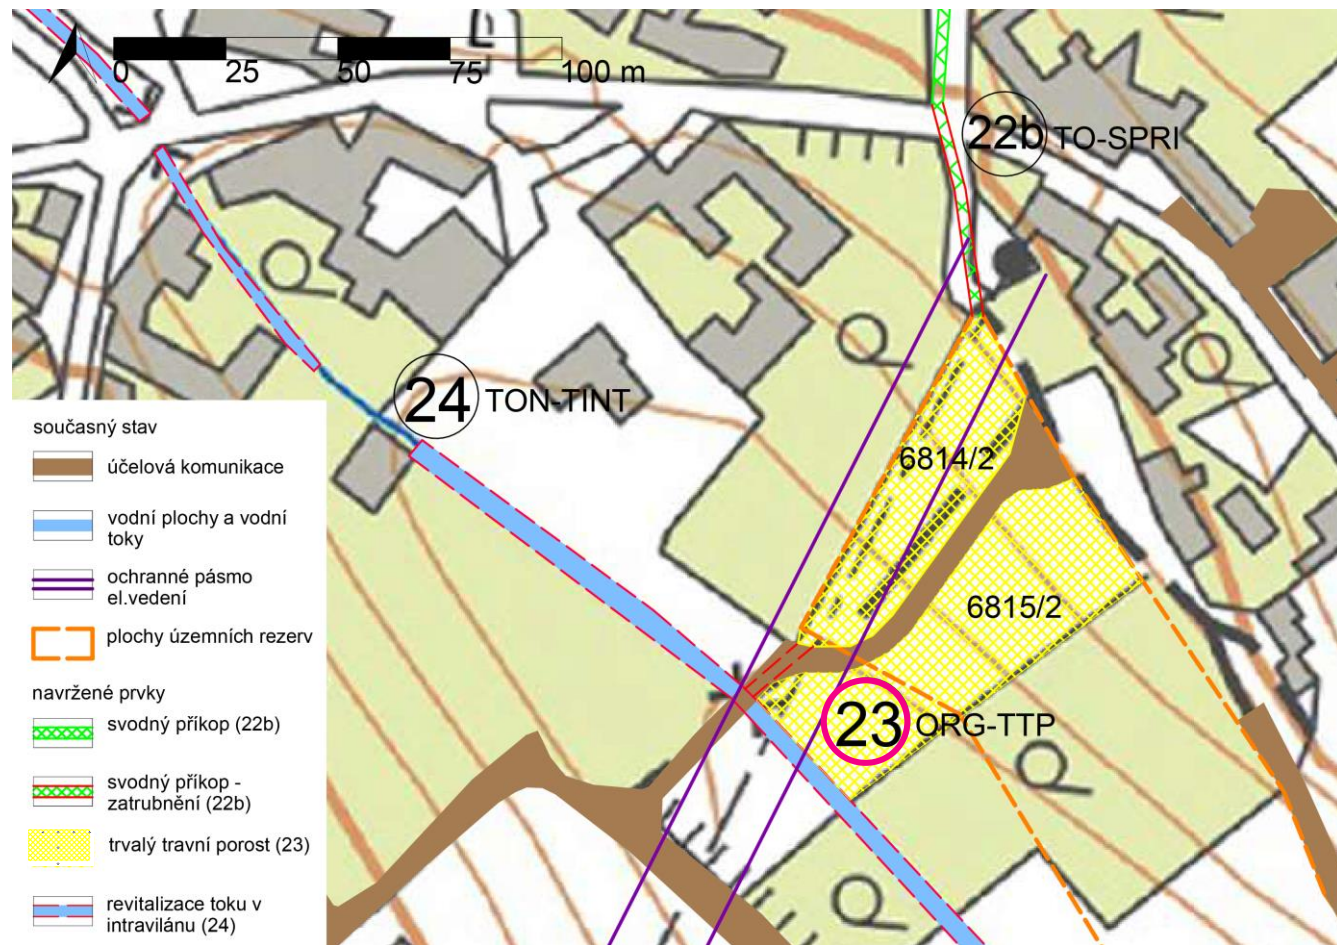 0 25 50 75 100 m
22b TO-SPRI
24 TON-TINT
6814/2
6815/2
23 ORG-TTP
současný stav
účelová komunikace
vodní plochy a vodní
toky
ochranné pásmo
el.vedení
plochy územních rezerv
navržené prvky
svodný příkop (22b)
svodný příkop -
zatrubnění (22b)
trvalý travní porost (23)
revitalizace toku v
intravilánu (24)